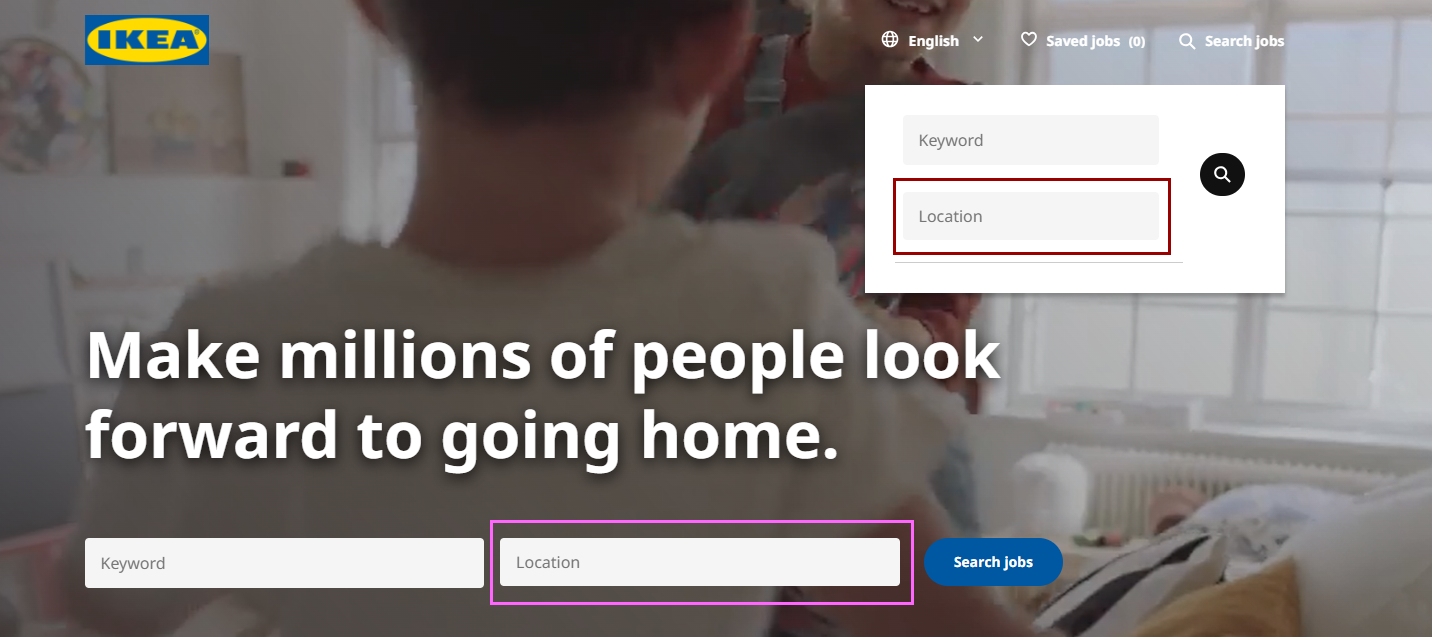 IKEA
English
Saved jobs (0)
Search jobs
Keyword
Location
Make millions of people look
forward to going home.
Keyword
Location
Search jobs